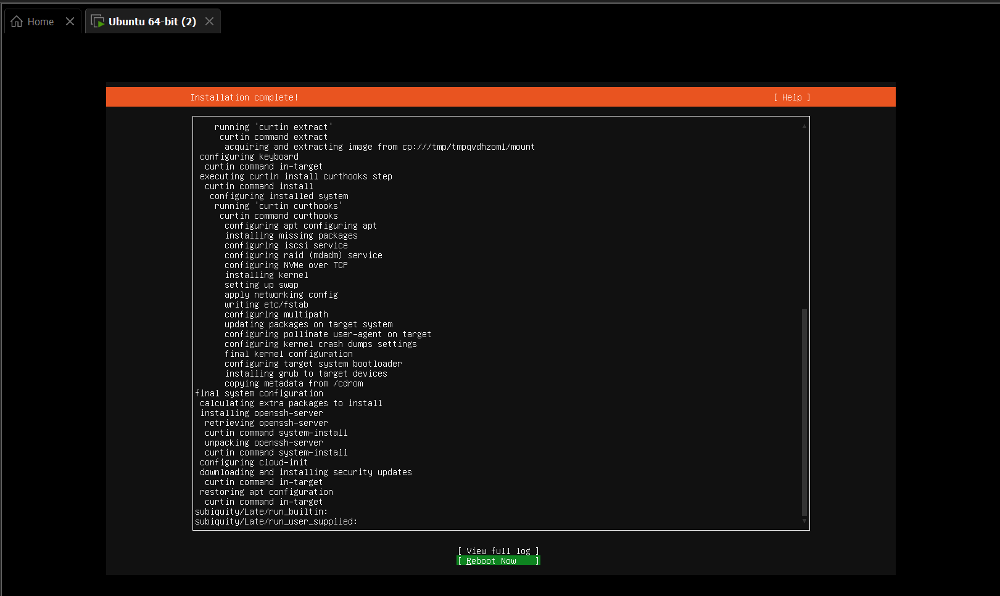 Home
Ubuntu 64-bit (2)
Installation complete!
[ Help ]
running 'curtin extract'
curtin command extract
acquiring and extracting image from cp:///tmp/tmpqvdhzoml/mount
configuring keyboard
curtin command in-target
executing curtin install curthooks step
curtin command install
configuring installed system
running 'curtin curthooks'
curtin command curthooks
configuring apt configuring apt
installing missing packages
configuring iscsi service
configuring raid (mdadm) service
configuring NVMe over TCP
installing kernel
setting up swap
apply networking config
writing etc/fstab
configuring multipath
updating packages on target system
configuring pollinate user-agent on target
configuring kernel crash dumps settings
final kernel configuration
configuring target system bootloader
installing grub to target devices
copying metadata from /cdrom
final system configuration
calculating extra packages to install
installing openssh-server
retrieving openssh-server
curtin command system-install
unpacking openssh-server
curtin command system-install
configuring cloud-init
downloading and installing security updates
curtin command in-target
restoring apt configuration
curtin command in-target
subiquity/Late/run_builtin:
subiquity/Late/run_user_supplied:
[ View full log ]
[ Reboot Now ]